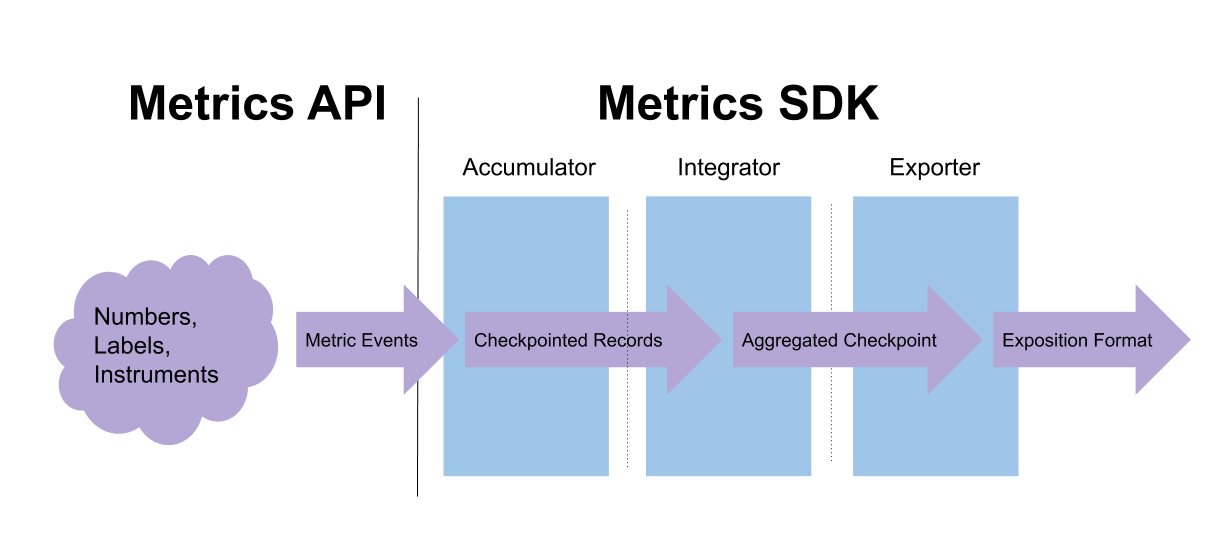 Metrics API
Metrics SDK
Accumulator
Integrator
Exporter
Numbers,
Labels,
Instruments
Metric Events
Checkpointed Records
Aggregated Checkpoint
Exposition Format